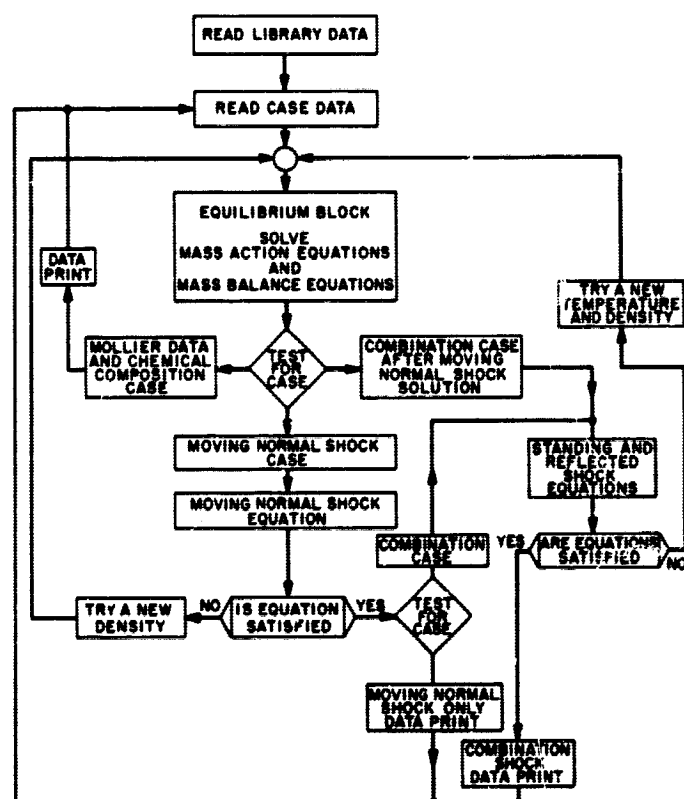 READ LIBRARY DATA
READ CASE DATA
EQUILIBRIUM BLOCK
SOLVE
MASS ACTION EQUATIONS
AND
MASS BALANCE EQUATIONS
DATA
PRINT
TRY A NEW
TEMPERATURE
AND DENSITY
MOLLIER DATA
AND CHEMICAL
COMPOSITION
CASE
TEST
FOR
CASE
COMBINATION CASE
AFTER MOVING
NORMAL SHOCK
SOLUTION
MOVING NORMAL SHOCK
CASE
STANDING AND
REFLECTED
SHOCK
EQUATIONS
MOVING NORMAL SHOCK
EQUATION
COMBINATION
CASE
YES
ARE EQUATIONS
SATISFIED
NO
TRY A NEW
DENSITY
NO
IS EQUATION
SATISFIED
YES
TEST
FOR
CASE
MOVING NORMAL
SHOCK ONLY
DATA PRINT
COMBINATION
SHOCK
DATA PRINT